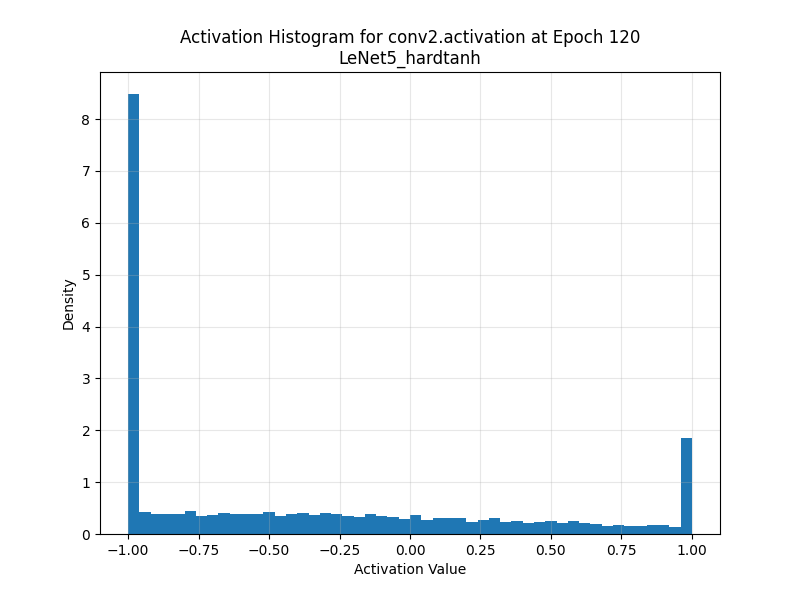 Activation Histogram for conv2.activation at Epoch 120
LeNet5_hardtanh
8
7
6
5
4
3
2
1
0
Density
−1.00 −0.75 −0.50 −0.25 0.00 0.25 0.50 0.75 1.00
Activation Value